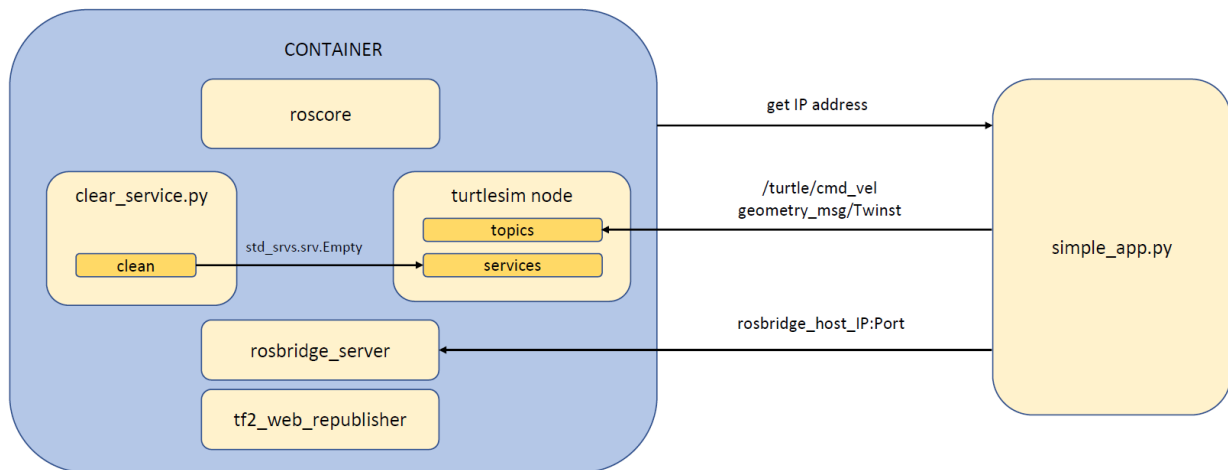 CONTAINER
roscore
get IP address
clear_service.py
turtlesim node
/turtle/cmd_vel
geometry_msg/Twinst
topics
std_srvs.srv.Empty
simple_app.py
clean
services
rosbridge_host_IP:Port
rosbridge_server
tf2_web_republisher